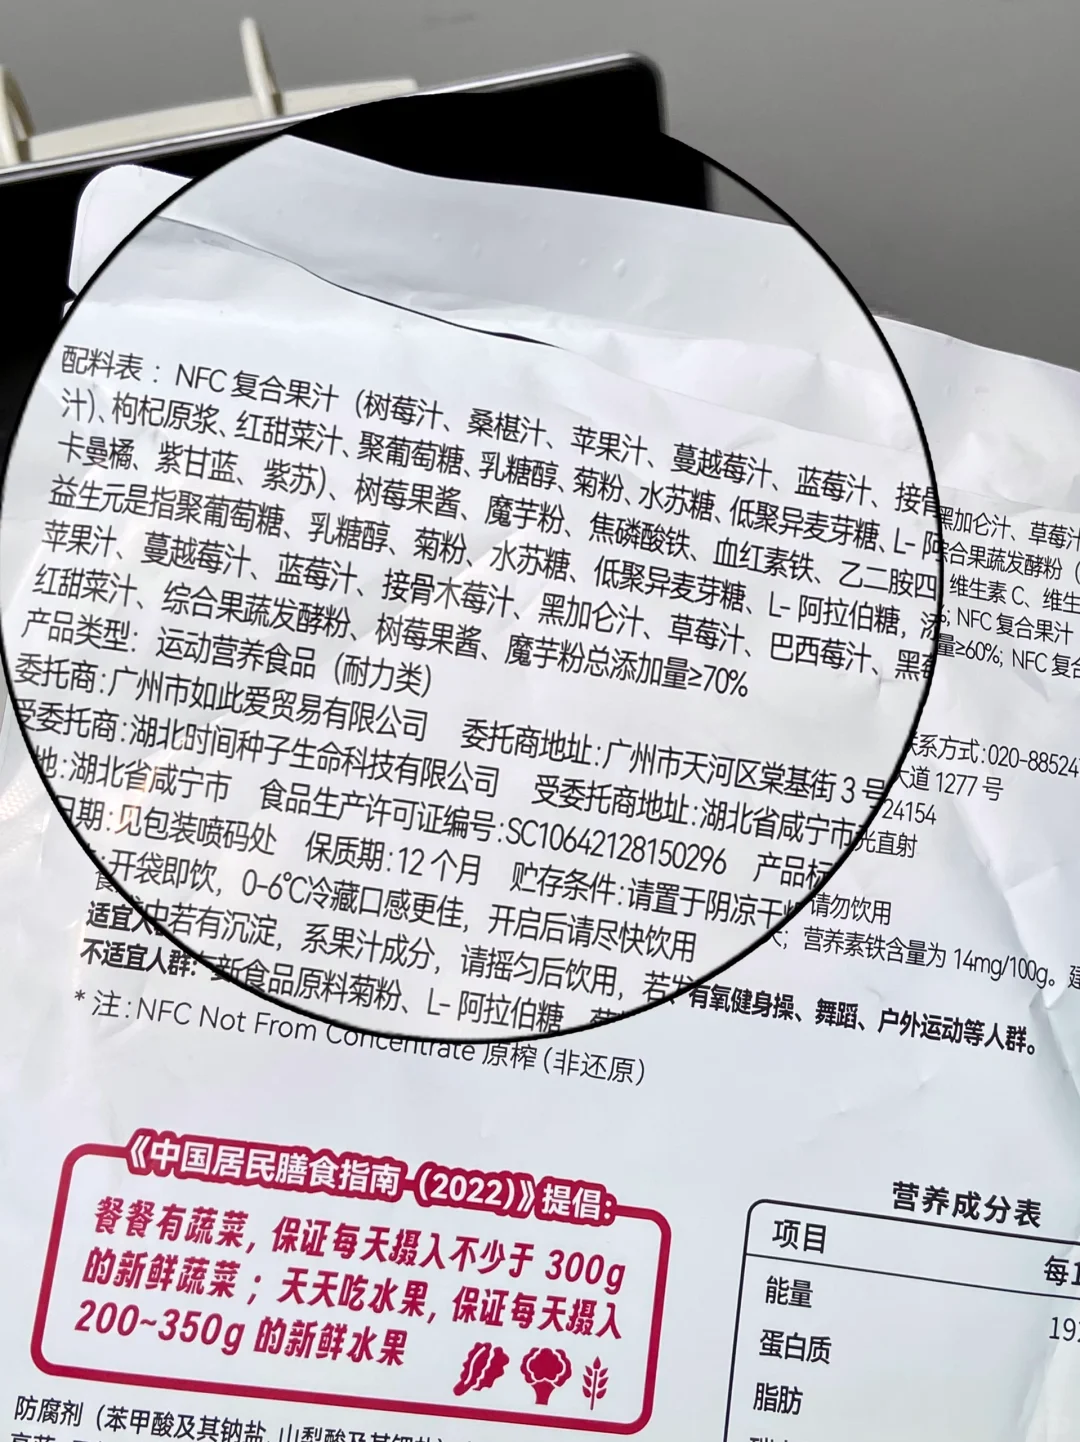 配料表：NFC 复合果汁（树莓汁、桑椹汁、苹果汁、蔓越莓汁、蓝莓汁、接骨
黑加仑汁、草莓汁
汁）、枸杞原浆、红甜菜汁、聚葡萄糖、乳糖醇、菊粉、水苏糖、低聚异麦芽糖、L-阿
综合果蔬发酵粉（
卡曼橘、紫甘蓝、紫苏）、树莓果酱、魔芋粉、焦磷酸铁、血红素铁、乙二胺四
维生素 C、维生
益生元是指聚葡萄糖、乳糖醇、菊粉、水苏糖、低聚异麦芽糖、L-阿拉伯糖，添
；NFC 复合果汁
苹果汁、蔓越莓汁、蓝莓汁、接骨木莓汁、黑加仑汁、草莓汁、巴西莓汁、黑莓
量≥60%；NFC 复合
红甜菜汁、综合果蔬发酵粉、树莓果酱、魔芋粉总添加量≥70%
产品类型：运动营养食品（耐力类）
委托商：广州市如此爱贸易有限公司 委托商地址：广州市天河区棠基街 3 号
联系方式：020-88524
受委托商：湖北时间种子生命科技有限公司 受委托商地址：湖北省咸宁市
大道 1277 号
地：湖北省咸宁市 食品生产许可证编号：SC10642128150296 产品标
24154
日期：见包装喷码处 保质期：12 个月 贮存条件：请置于阴凉干燥
光直射
：开袋即饮，0-6℃冷藏口感更佳，开启后请尽快饮用
中若有沉淀，系果汁成分，请摇匀后饮用，若发
请勿饮用
食
新食品原料菊粉、L-阿拉伯糖
；营养素铁含量为 14mg/100g。建
适宜人
有氧健身操、舞蹈、户外运动等人群。
不适宜人群：
* 注：NFC Not From Concentrate 原榨（非还原）
《中国居民膳食指南（2022）》提倡：
餐餐有蔬菜，保证每天摄入不少于 300g
的新鲜蔬菜；天天吃水果，保证每天摄入
200~350g 的新鲜水果
营养成分表
项目
每1
能量
191
蛋白质
脂肪
防腐剂（苯甲酸及其钠盐、山梨酸及其钾盐）